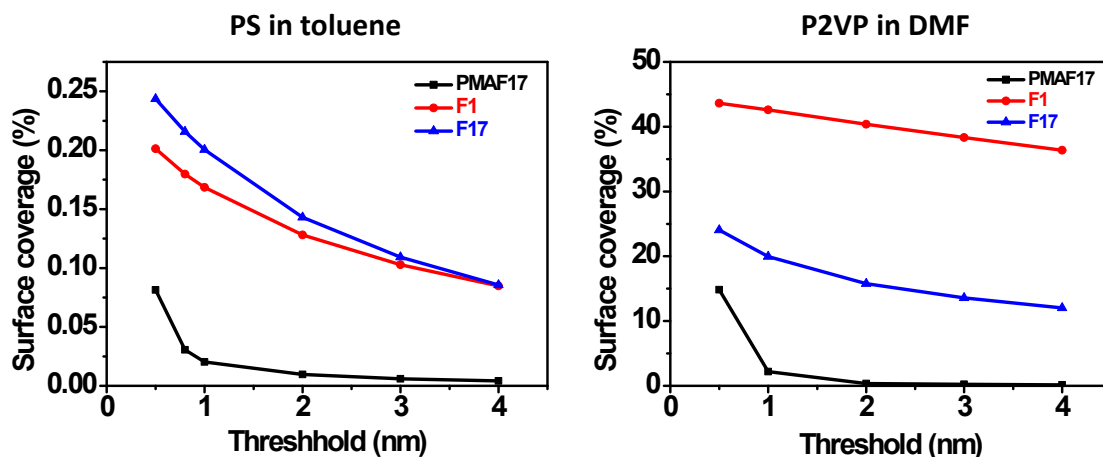 PS in toluene
PMAF17
F1
F17
Surface coverage (%)
0.25
0.20
0.15
0.10
0.05
0.00
0 1 2 3 4
Threshhold (nm)
P2VP in DMF
PMAF17
F1
F17
Surface coverage (%)
50
40
30
20
10
0
0 1 2 3 4
Threshold (nm)